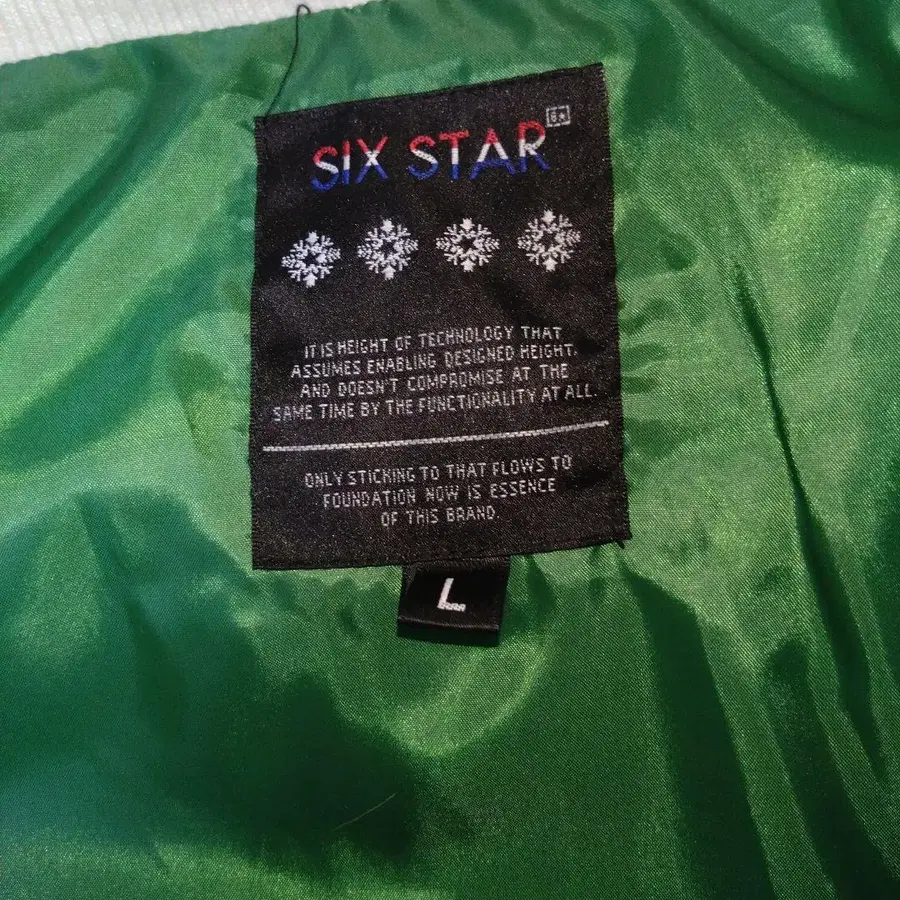 SIX STAR
6★
IT IS HEIGHT OF TECHNOLOGY THAT
ASSUMES ENABLING DESIGNED HEIGHT.
AND DOESN'T COMPROMISE AT THE
SAME TIME BY THE FUNCTIONALITY AT ALL.
ONLY STICKING TO THAT FLOWS TO
FOUNDATION NOW IS ESSENCE
OF THIS BRAND.
L